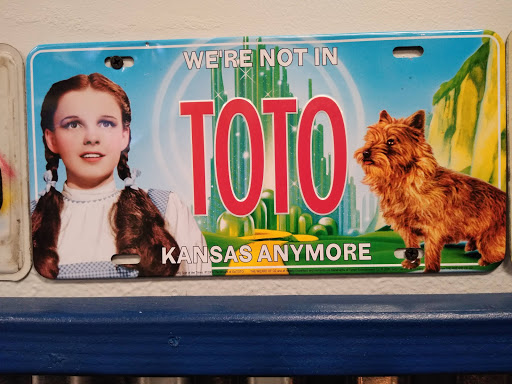 WE'RE NOT IN
TOTO
KANSAS ANYMORE